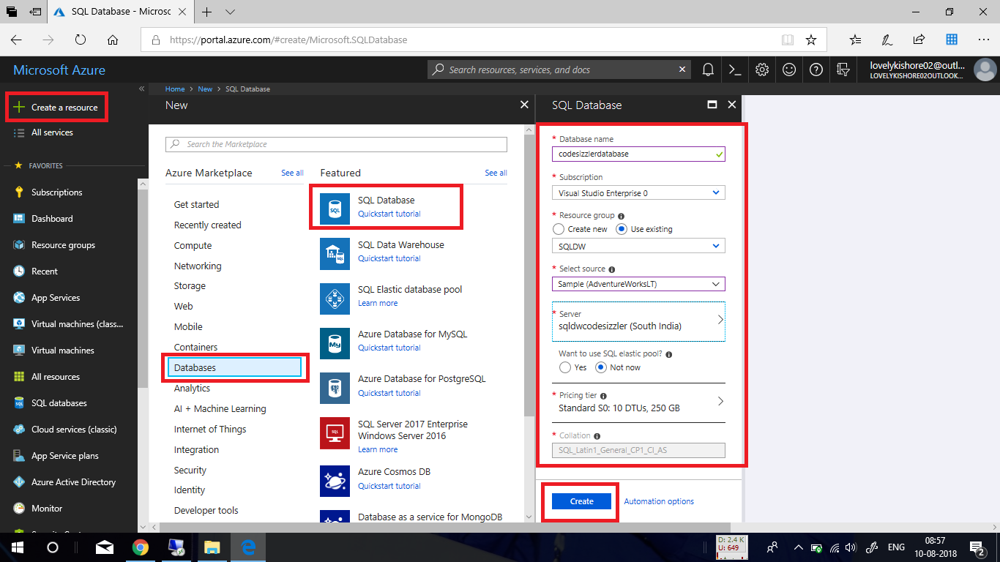 SQL Database - Microsc
https://portal.azure.com/#create/Microsoft.SQLDatabase
Microsoft Azure
Search resources, services, and docs
lovelykishore02@outl...
LOVELYKISHORE02OUTLOOK...
Create a resource
All services
FAVORITES
Subscriptions
Dashboard
Resource groups
Recent
App Services
Virtual machines (class...
Virtual machines
All resources
SQL databases
Cloud services (classic)
App Service plans
Azure Active Directory
Monitor
Home > New > SQL Database
New
Search the Marketplace
Azure Marketplace See all
Get started
Recently created
Compute
Networking
Storage
Web
Mobile
Containers
Databases
Analytics
AI + Machine Learning
Internet of Things
Integration
Security
Identity
Developer tools
Featured See all
SQL Database
Quickstart tutorial
SQL Data Warehouse
Quickstart tutorial
SQL Elastic database pool
Learn more
Azure Database for MySQL
Quickstart tutorial
Azure Database for PostgreSQL
Quickstart tutorial
SQL Server 2017 Enterprise
Windows Server 2016
Learn more
Azure Cosmos DB
Quickstart tutorial
Database as a service for MongoDB
SQL Database
* Database name
codesizzlerdatabase
* Subscription
Visual Studio Enterprise 0
* Resource group
Create new Use existing
SQLDW
* Select source
Sample (AdventureWorksLT)
* Server
sqldwcodesizzler (South India)
Want to use SQL elastic pool?
Yes Not now
* Pricing tier
Standard S0: 10 DTUs, 250 GB
* Collation
SQL_Latin1_General_CP1_CI_AS
Create Automation options
D: 2.4 K
U: 649
ENG
08:57
10-08-2018
2